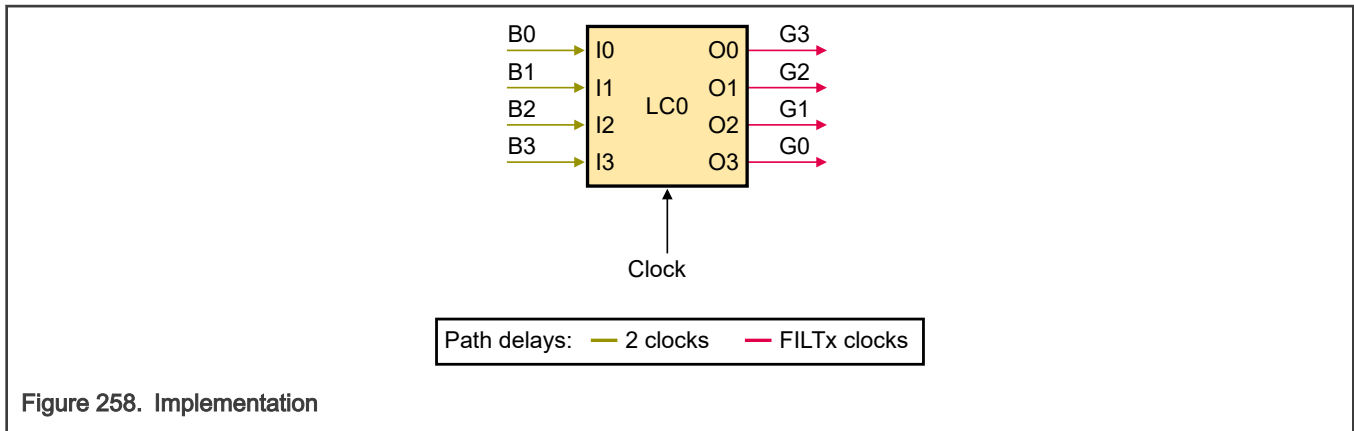 B0 I0 O0 G3
B1 I1 O1 G2
LC0
B2 I2 O2 G1
B3 I3 O3 G0
Clock
Path delays: 2 clocks FILTx clocks
Figure 258. Implementation